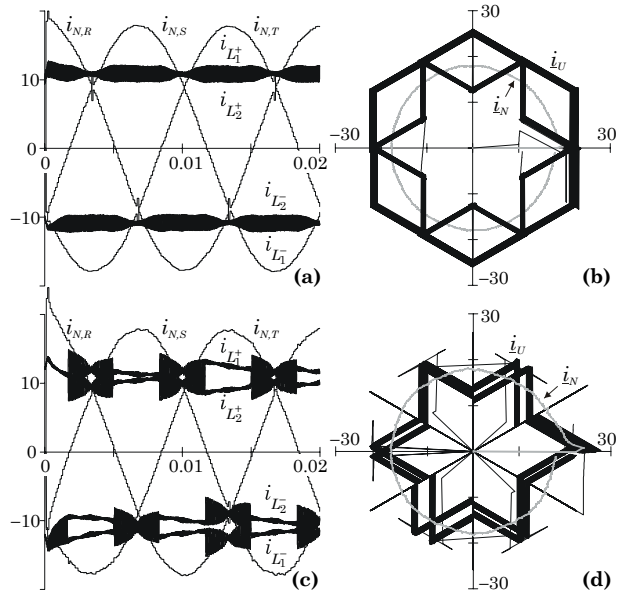 i_{N,R} i_{N,S} i_{N,T}
i_{L_1^+}
10
i_{L_2^+}
0
0 0.01 0.02
i_{L_2^-}
-10
i_{L_1^-}
(a)
30
i_U
i_N
-30 30
-30
(b)
i_{N,R} i_{N,S} i_{N,T}
i_{L_1^+}
10
i_{L_2^+}
0
0 0.01 0.02
i_{L_2^-}
-10
i_{L_1^-}
(c)
30
i_U
i_N
-30 30
-30
(d)